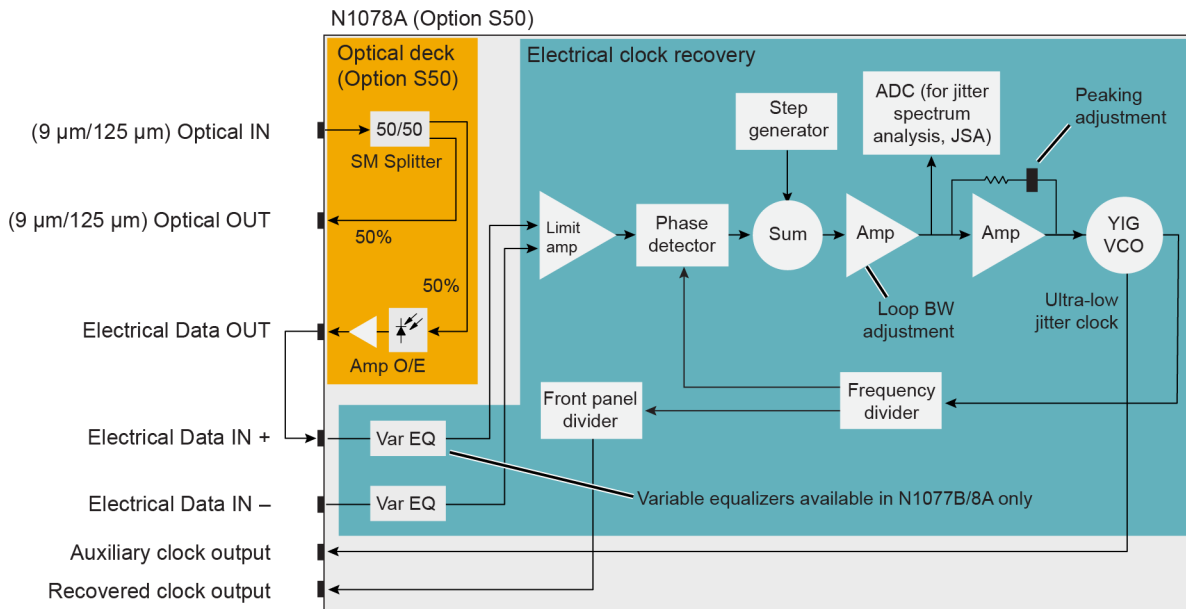 N1078A (Option S50)
Optical deck
(Option S50)
Electrical clock recovery
(9 µm/125 µm) Optical IN
50/50
SM Splitter
Step
generator
ADC (for jitter
spectrum
analysis, JSA)
Peaking
adjustment
(9 µm/125 µm) Optical OUT
50%
Limit
amp
Phase
detector
Sum
Amp
Amp
YIG
VCO
50%
Loop BW
adjustment
Ultra-low
jitter clock
Electrical Data OUT
Amp O/E
Front panel
divider
Frequency
divider
Electrical Data IN +
Var EQ
Electrical Data IN –
Var EQ
Variable equalizers available in N1077B/8A only
Auxiliary clock output
Recovered clock output